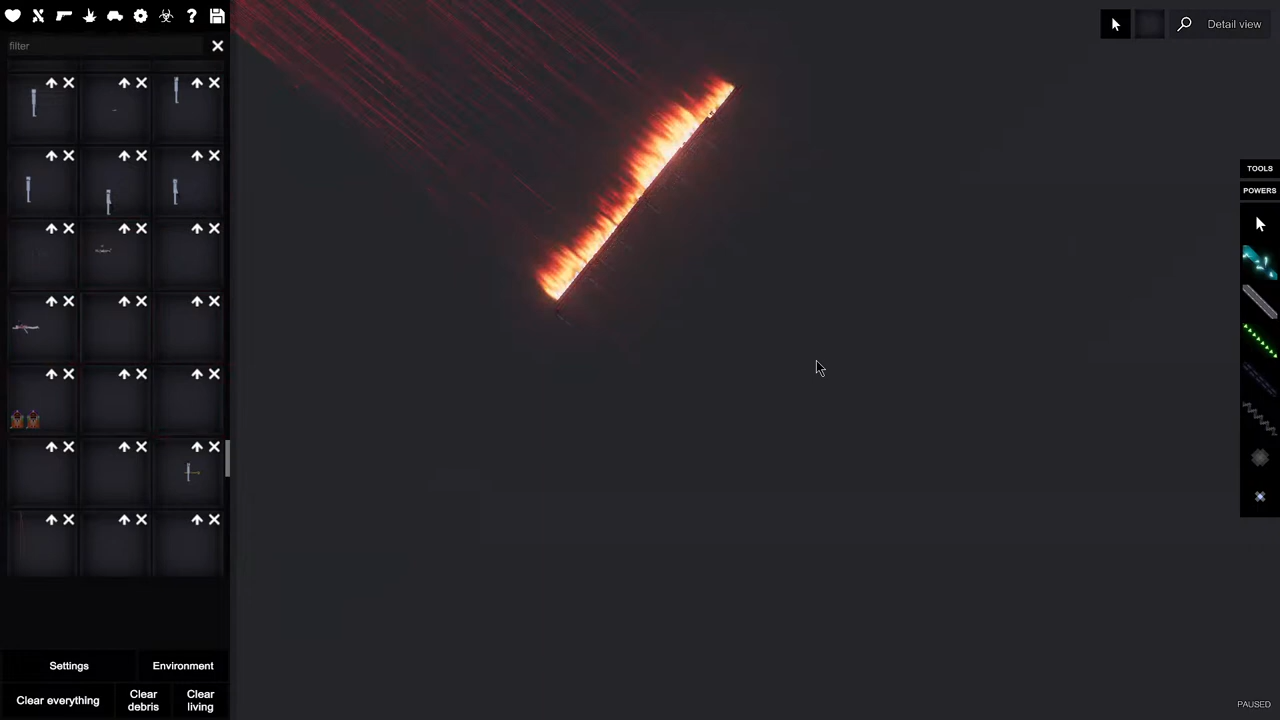 Detail view
filter
TOOLS
POWERS
Settings
Environment
Clear everything
Clear
debris
Clear
living
PAUSED